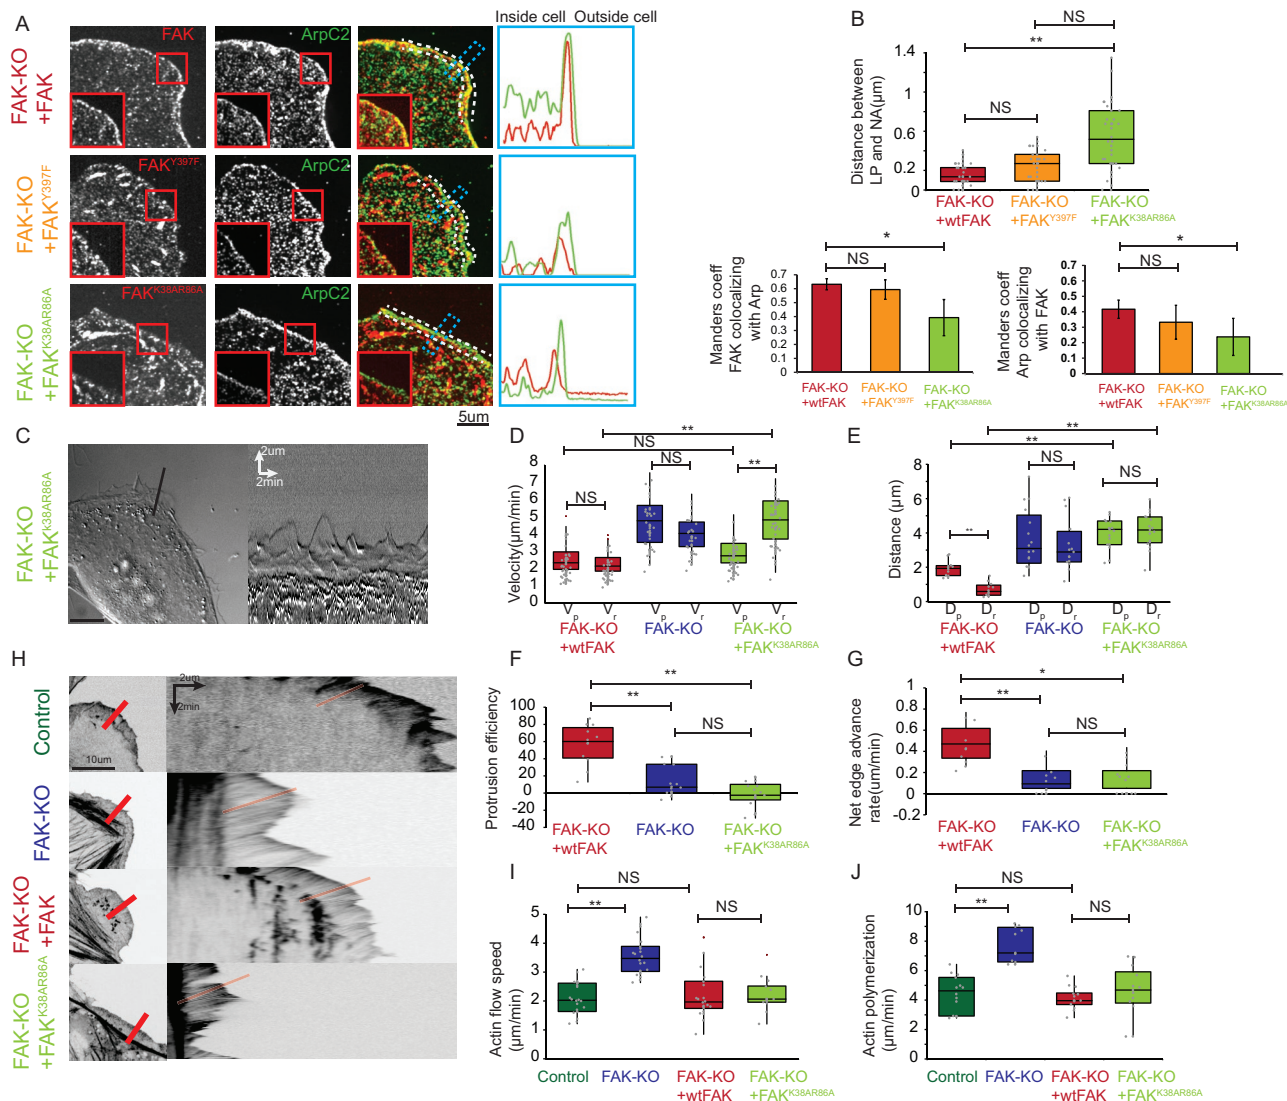 A
Inside cell Outside cell
FAK-KO
+FAK
FAK
ArpC2
FAK-KO
+FAKY397F
FAKY397F
ArpC2
FAK-KO
+FAKK38AR86A
FAKK38AR86A
ArpC2
5um
B
NS
**
NS
Distance between
LP and NA(μm)
1.4
1
0.6
0.2
0
FAK-KO
+wtFAK
FAK-KO
+FAKY397F
FAK-KO
+FAKK38AR86A
*
NS
Manders coeff
FAK colocalizing
with Arp
0.7
0.6
0.5
0.4
0.3
0.2
0.1
0
FAK-KO
+wtFAK
FAK-KO
+FAKY397F
FAK-KO
+FAKK38AR86A
*
NS
Manders coeff
Arp colocalizing
with FAK
0.7
0.6
0.5
0.4
0.3
0.2
0.1
0
FAK-KO
+wtFAK
FAK-KO
+FAKY397F
FAK-KO
+FAKK38AR86A
C
FAK-KO
+FAKk38AR86A
2um
2min
D
**
NS
NS
NS
**
Velocity(μm/min)
8
7
6
5
4
3
2
1
0
Vp Vr Vp Vr Vp Vr
FAK-KO
+wtFAK
FAK-KO
FAK-KO
+FAKK38AR86A
E
**
**
NS
NS
**
Distance (μm)
8
6
4
2
0
Dp Dr Dp Dr Dp Dr
FAK-KO
+wtFAK
FAK-KO
FAK-KO
+FAKK38AR86A
F
**
**
NS
Protrusion efficiency
100
80
60
40
20
0
-20
-40
FAK-KO
+wtFAK
FAK-KO
FAK-KO
+FAKK38AR86A
G
*
**
NS
Net edge advance
rate(um/min)
1
0.8
0.6
0.4
0.2
0
-0.2
FAK-KO
+wtFAK
FAK-KO
FAK-KO
+FAKK38AR86A
H
Control
10um
2um
2min
FAK-KO
FAK-KO
+FAK
FAK-KO
+FAKK38AR86A
I
NS
**
NS
Actin flow speed
(μm/min)
5
4
3
2
1
0
Control
FAK-KO
FAK-KO
+wtFAK
FAK-KO
+FAKK38AR86A
J
NS
**
NS
Actin polymerization
(μm/min)
10
8
6
4
2
0
Control
FAK-KO
FAK-KO
+wtFAK
FAK-KO
+FAKK38AR86A